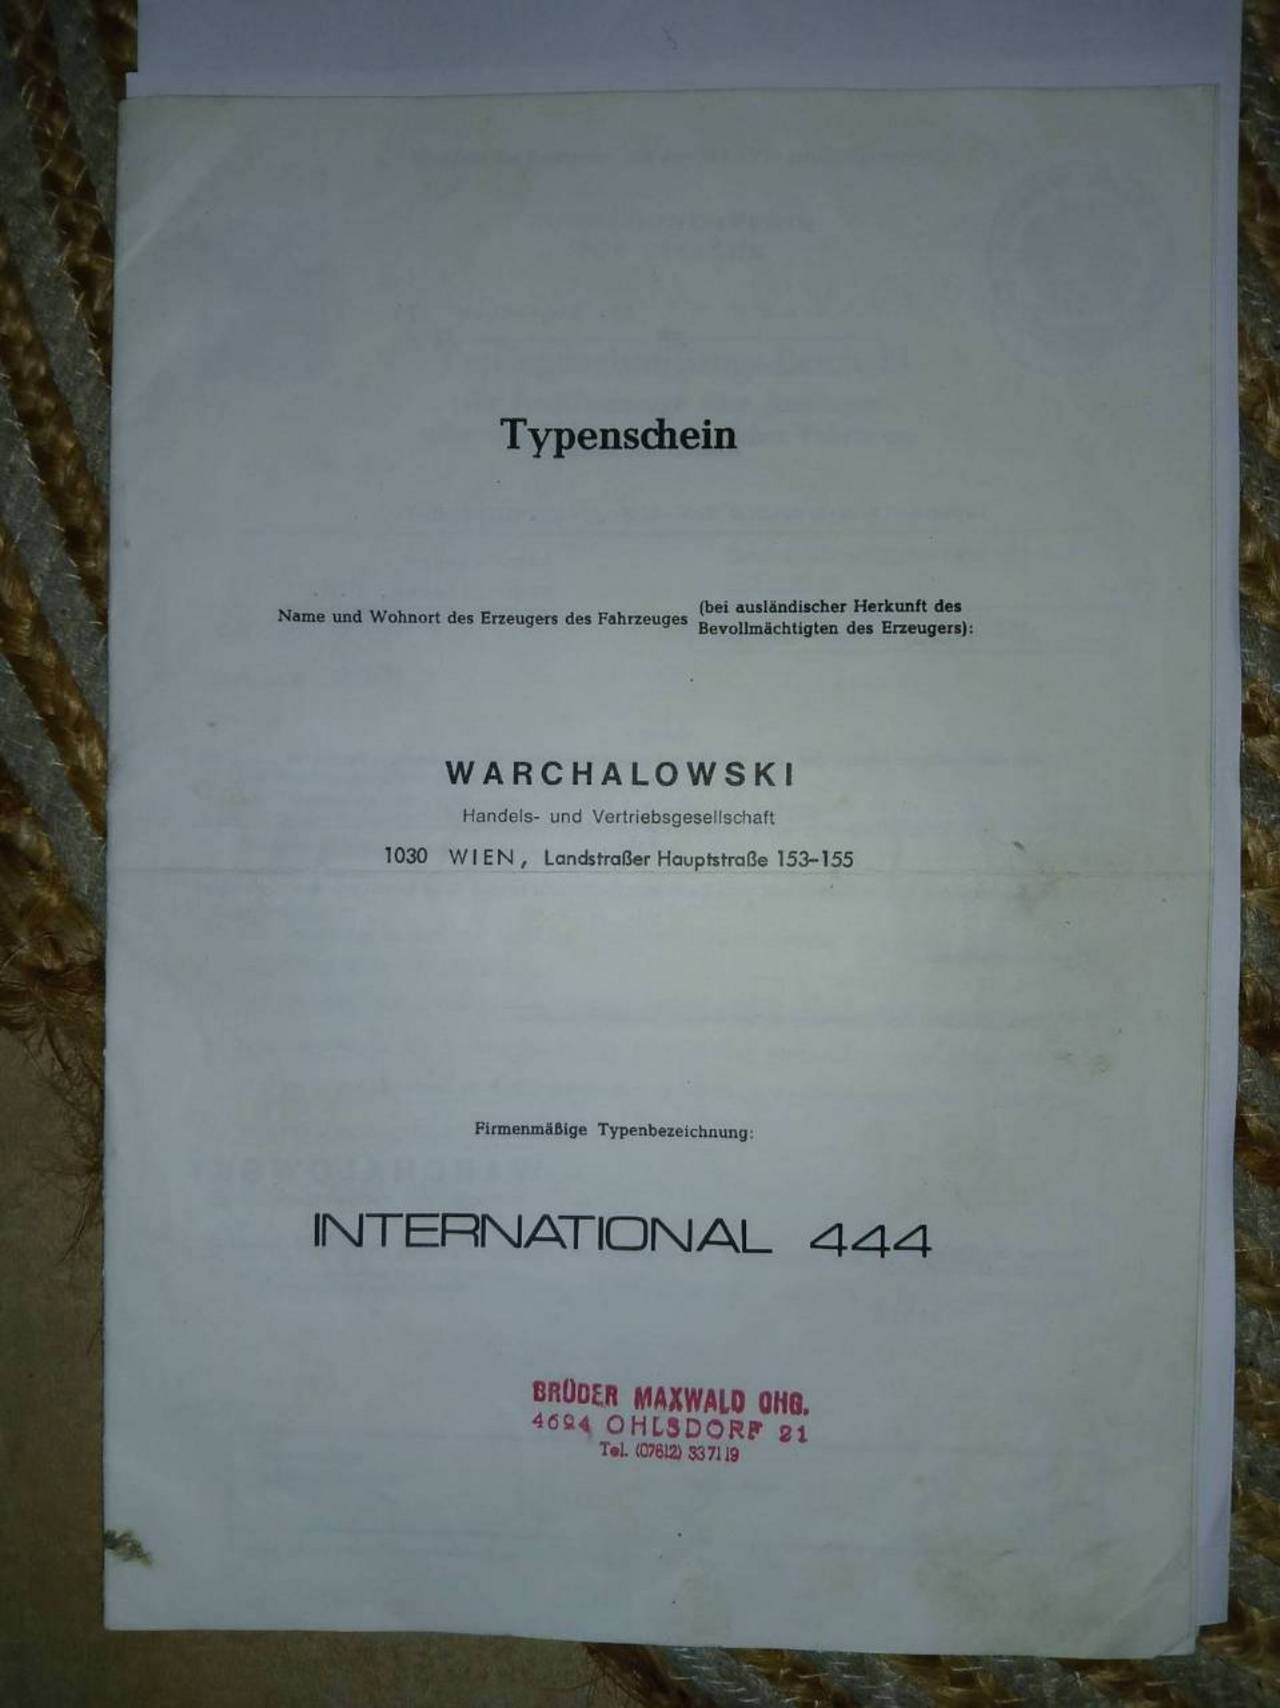 Typenschein
Name und Wohnort des Erzeugers des Fahrzeuges (bei ausländischer Herkunft des
Bevollmächtigten des Erzeugers):
WARCHALOWSKI
Handels- und Vertriebsgesellschaft
1030 WIEN, Landstraßer Hauptstraße 153-155
Firmenmäßige Typenbezeichnung:
INTERNATIONAL 444
BRÜDER MAXWALD OHG.
4694 OHLSDORF 21
Tel. (07612) 337119